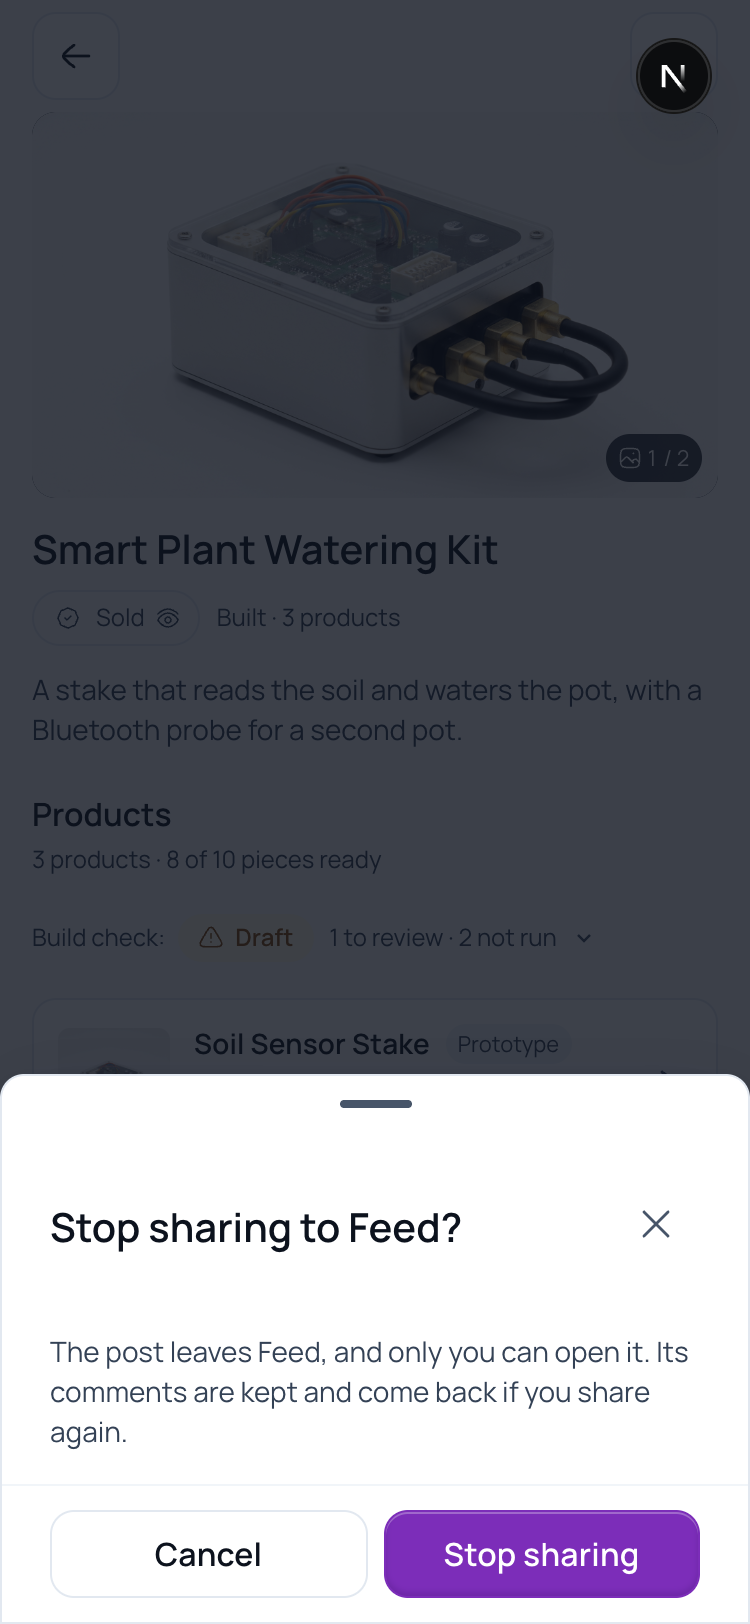 N
1 / 2
Smart Plant Watering Kit
Sold Built · 3 products
A stake that reads the soil and waters the pot, with a
Bluetooth probe for a second pot.
Products
3 products · 8 of 10 pieces ready
Build check: Draft 1 to review · 2 not run
Soil Sensor Stake Prototype
Stop sharing to Feed?
The post leaves Feed, and only you can open it. Its
comments are kept and come back if you share
again.
Cancel Stop sharing